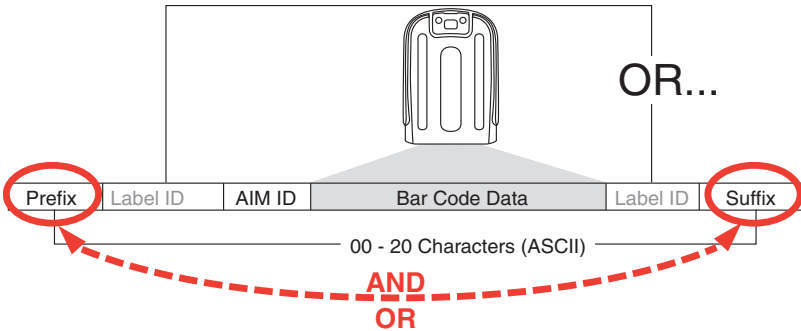 OR...
Prefix Label ID AIM ID Bar Code Data Label ID Suffix
00 - 20 Characters (ASCII)
AND
OR